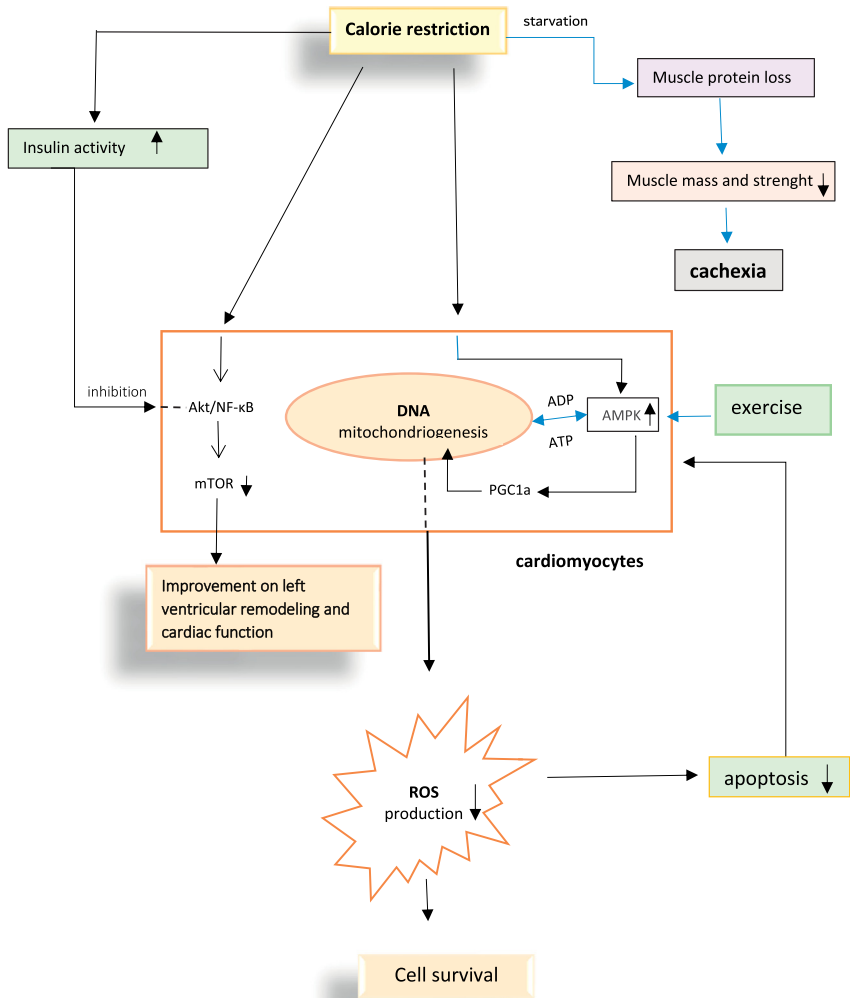 Calorie restriction
starvation
Muscle protein loss
Insulin activity
Muscle mass and strenght
cachexia
inhibition
Akt/NF-κB
DNA
mitochondriogenesis
ADP
ATP
AMPK
exercise
mTOR
PGC1a
cardiomyocytes
Improvement on left
ventricular remodeling and
cardiac function
ROS
production
apoptosis
Cell survival